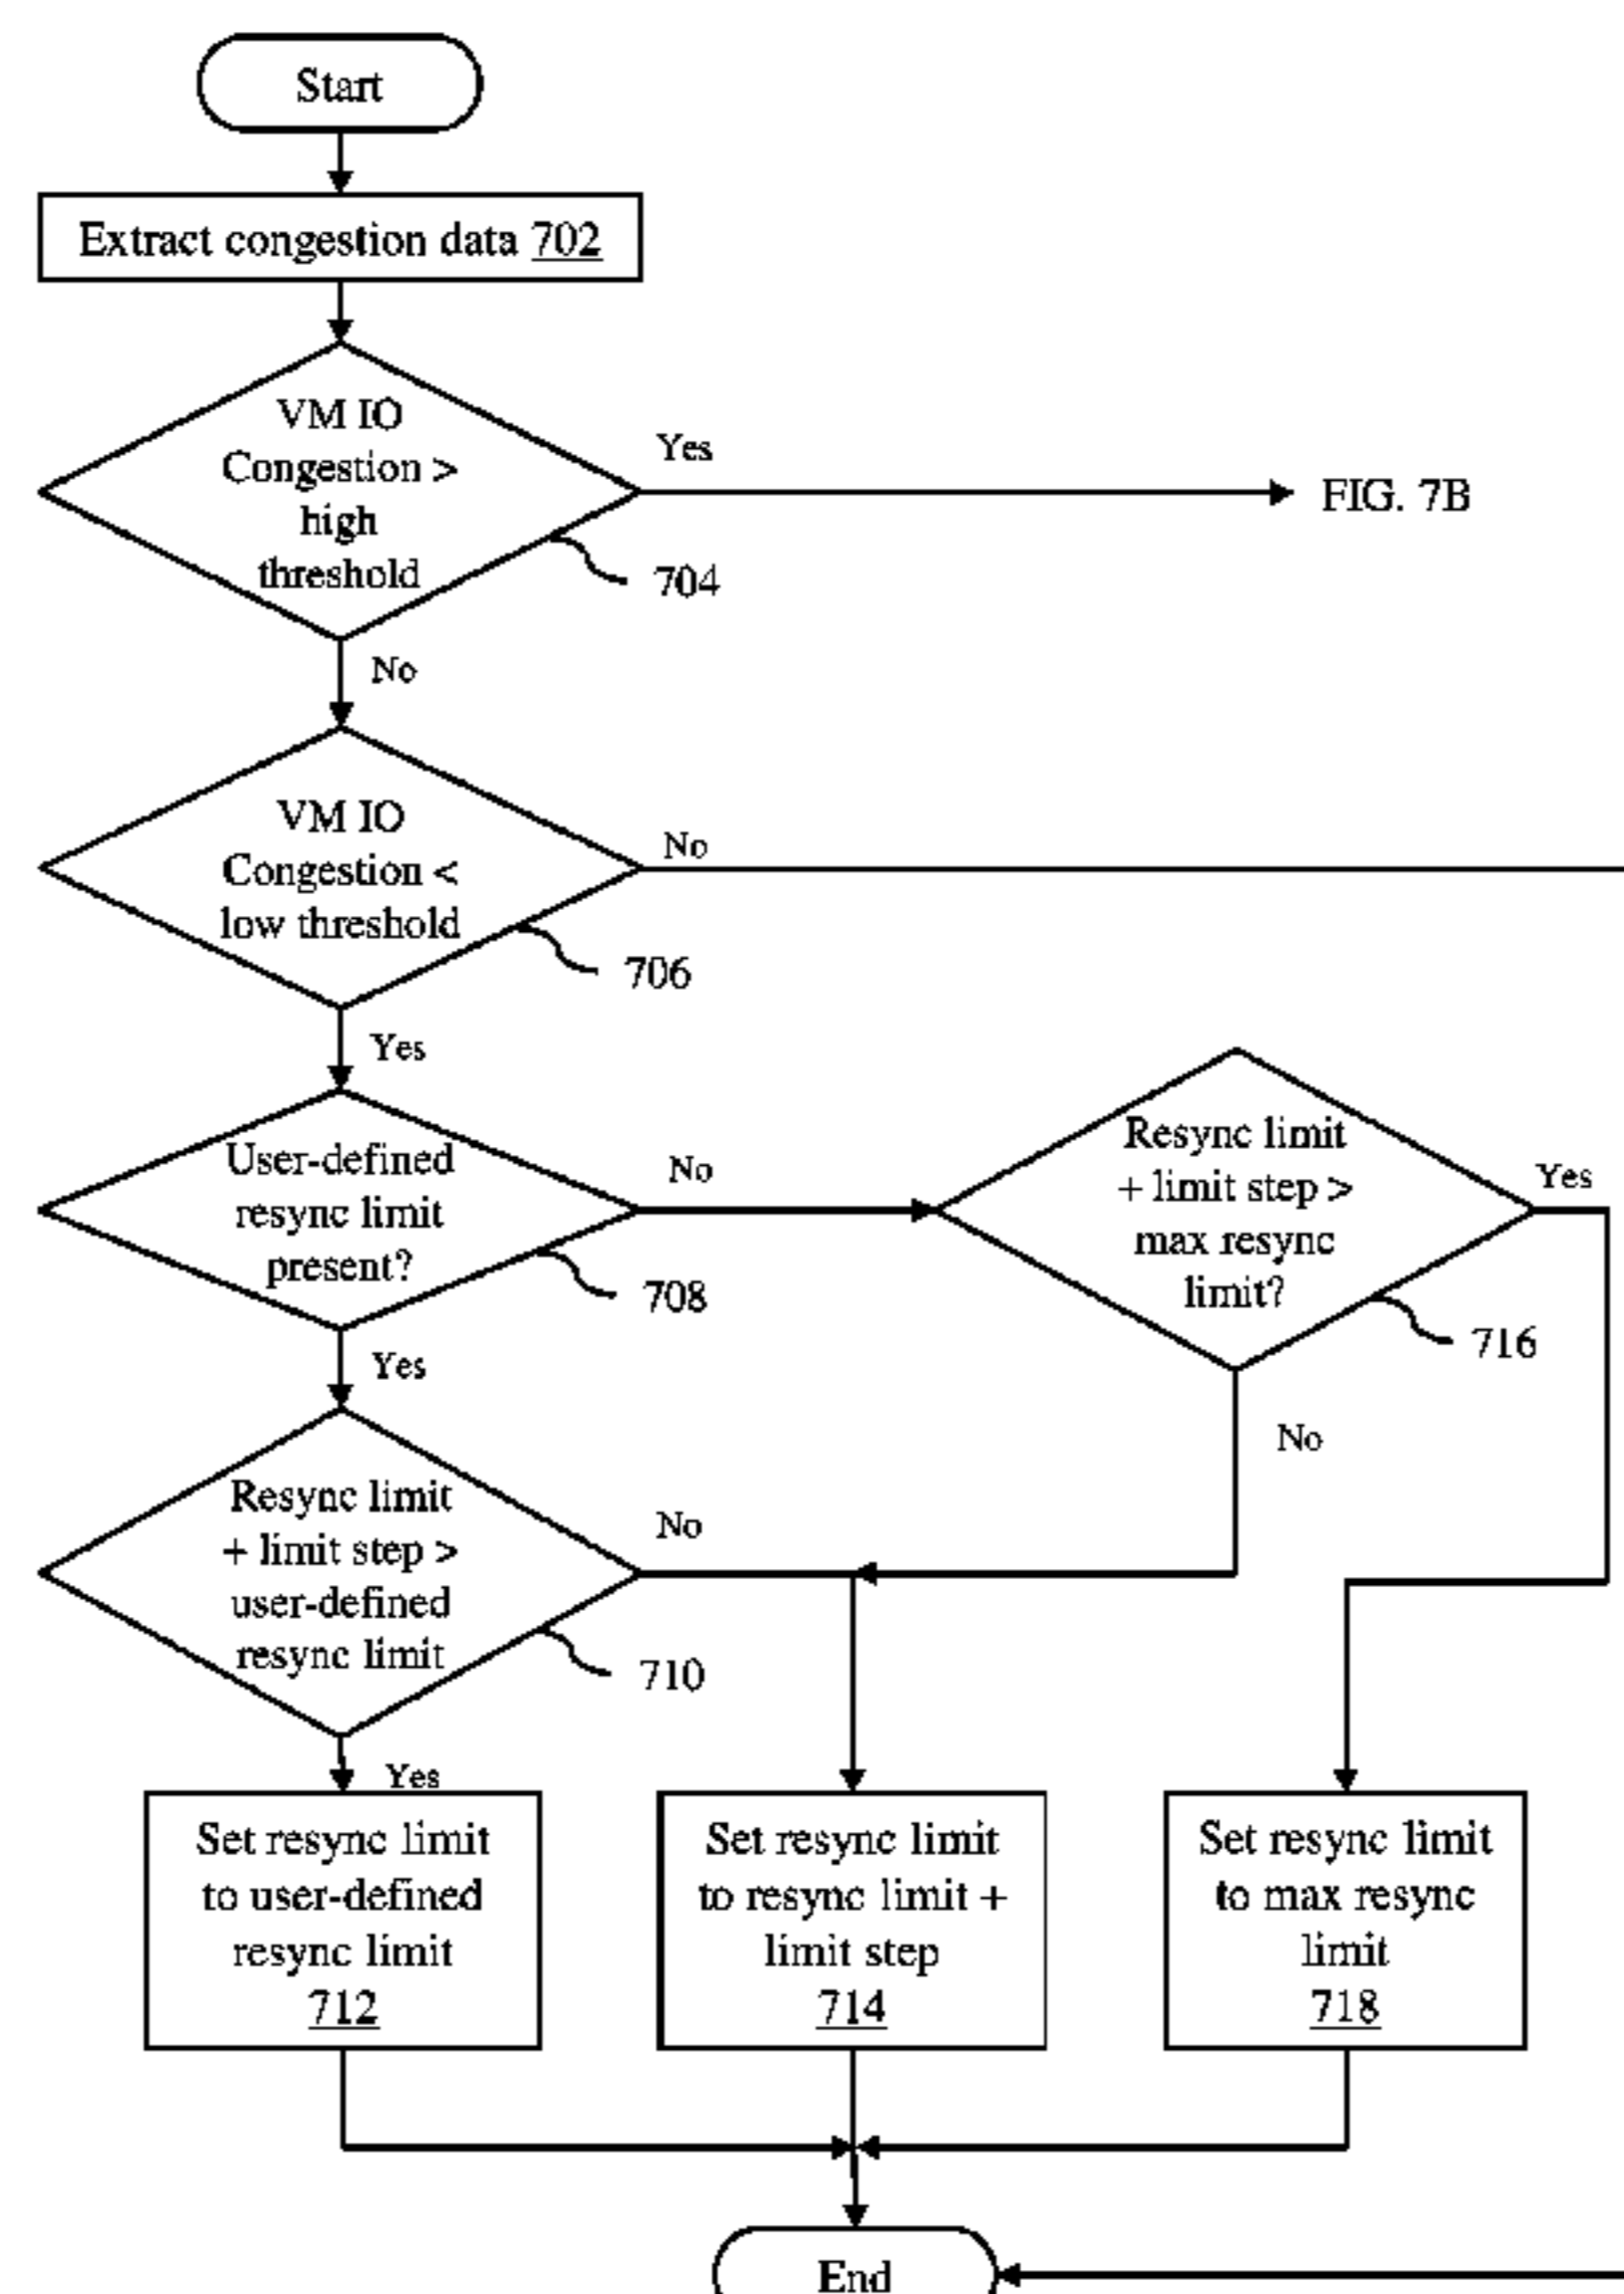 Start
Extract congestion data 702
VM IO
Congestion >
high
threshold
Yes
FIG. 7B
704
No
VM IO
Congestion <
low threshold
No
706
Yes
User-defined
resync limit
present?
No
708
Resync limit
+ limit step >
max resync
limit?
Yes
716
No
Yes
Resync limit
+ limit step >
user-defined
resync limit
No
710
Yes
Set resync limit
to user-defined
resync limit
712
Set resync limit
to resync limit +
limit step
714
Set resync limit
to max resync
limit
718
End